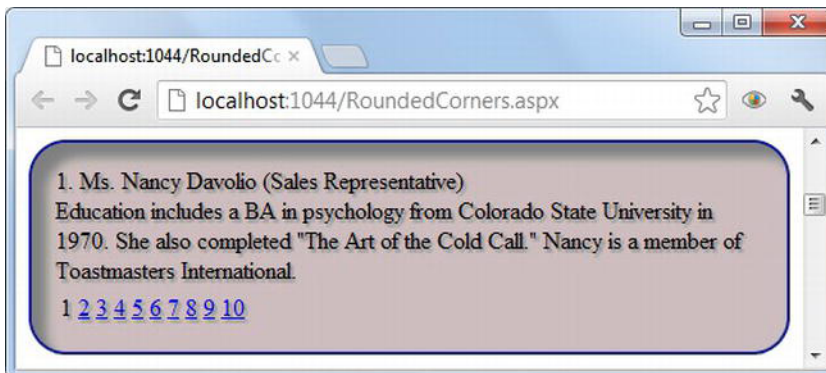 localhost:1044/RoundedCc
localhost:1044/RoundedCorners.aspx
1. Ms. Nancy Davolio (Sales Representative)
Education includes a BA in psychology from Colorado State University in
1970. She also completed "The Art of the Cold Call." Nancy is a member of
Toastmasters International.
1 2 3 4 5 6 7 8 9 10